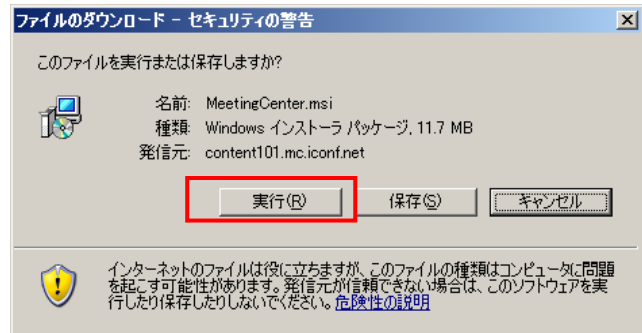 ファイルのダウンロード - セキュリティの警告
このファイルを実行または保存しますか?
名前: MeetingCenter.msi
種類: Windows インストーラ パッケージ, 11.7 MB
発信元: content101.mc.iconf.net
実行(R) 保存(S) キャンセル
インターネットのファイルは役に立ちますが、このファイルの種類はコンピュータに問題
を起こす可能性があります。発信元が信頼できない場合は、このソフトウェアを実
行したり保存したりしないでください。危険性の説明